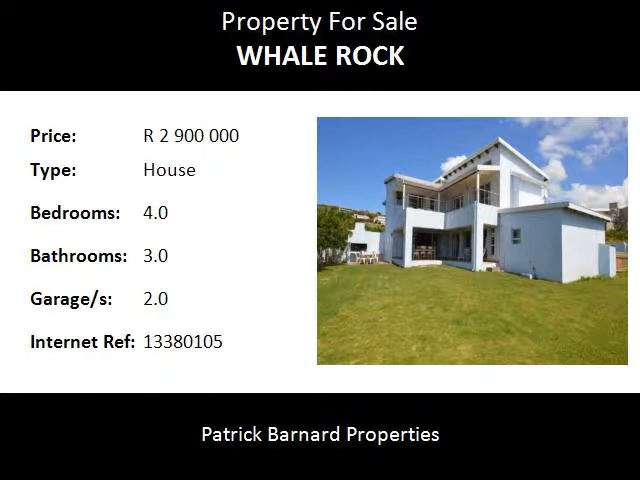 Property For Sale
WHALE ROCK
Price: R 2 900 000
Type: House
Bedrooms: 4.0
Bathrooms: 3.0
Garage/s: 2.0
Internet Ref: 13380105
Patrick Barnard Properties